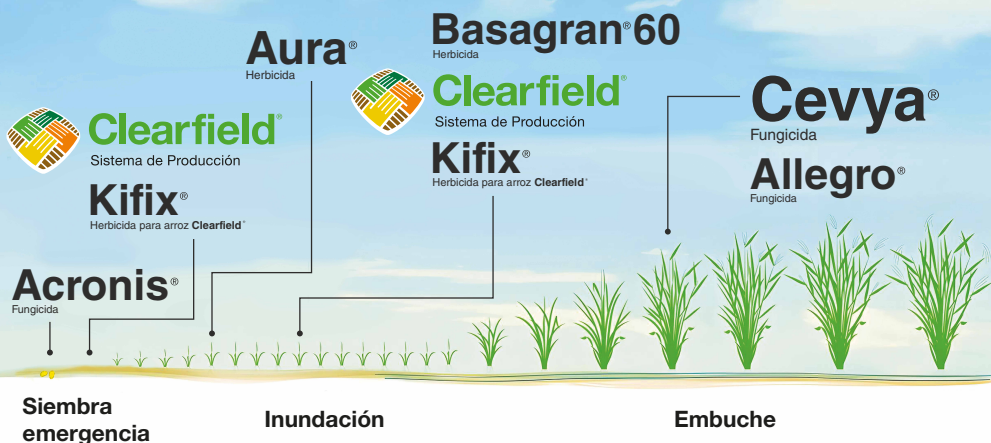 Basagran® 60
Herbicida
Aura®
Herbicida
Clearfield®
Sistema de Producción
Kifix®
Herbicida para arroz Clearfield®
Clearfield®
Sistema de Producción
Kifix®
Herbicida para arroz Clearfield®
Cevya®
Fungicida
Allegro®
Fungicida
Acronis®
Fungicida
Siembra
emergencia
Inundación
Embuche